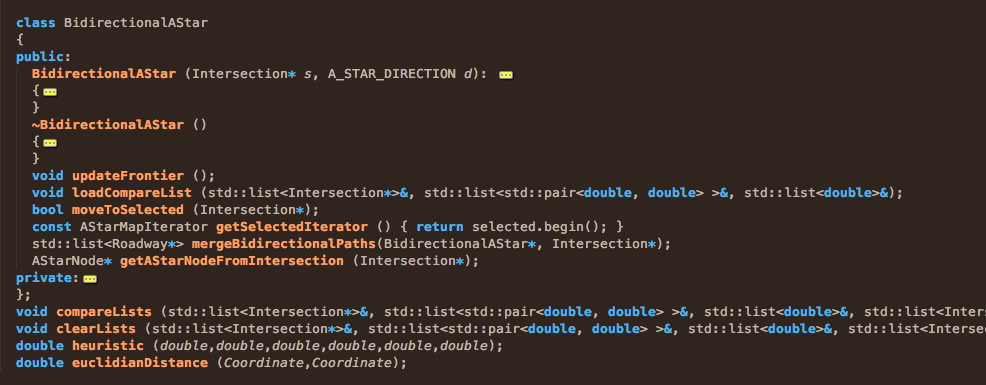 class BidirectionalAStar
{
public:
BidirectionalAStar (Intersection* s, A_STAR_DIRECTION d):
{
}
~BidirectionalAStar ()
{
}
void updateFrontier ();
void loadCompareList (std::list<Intersection*>&, std::list<std::pair<double, double> >&, std::list<double>&);
bool moveToSelected (Intersection*);
const AStarMapIterator getSelectedIterator () { return selected.begin(); }
std::list<Roadway*> mergeBidirectionalPaths(BidirectionalAStar*, Intersection*);
AStarNode* getAStarNodeFromIntersection (Intersection*);
private:
};
void compareLists (std::list<Intersection*>&, std::list<std::pair<double, double> >&, std::list<double>&, std::list<Inters
void clearLists (std::list<Intersection*>&, std::list<std::pair<double, double> >&, std::list<double>&, std::list<Intersec
double heuristic (double,double,double,double,double,double);
double euclidianDistance (Coordinate,Coordinate);